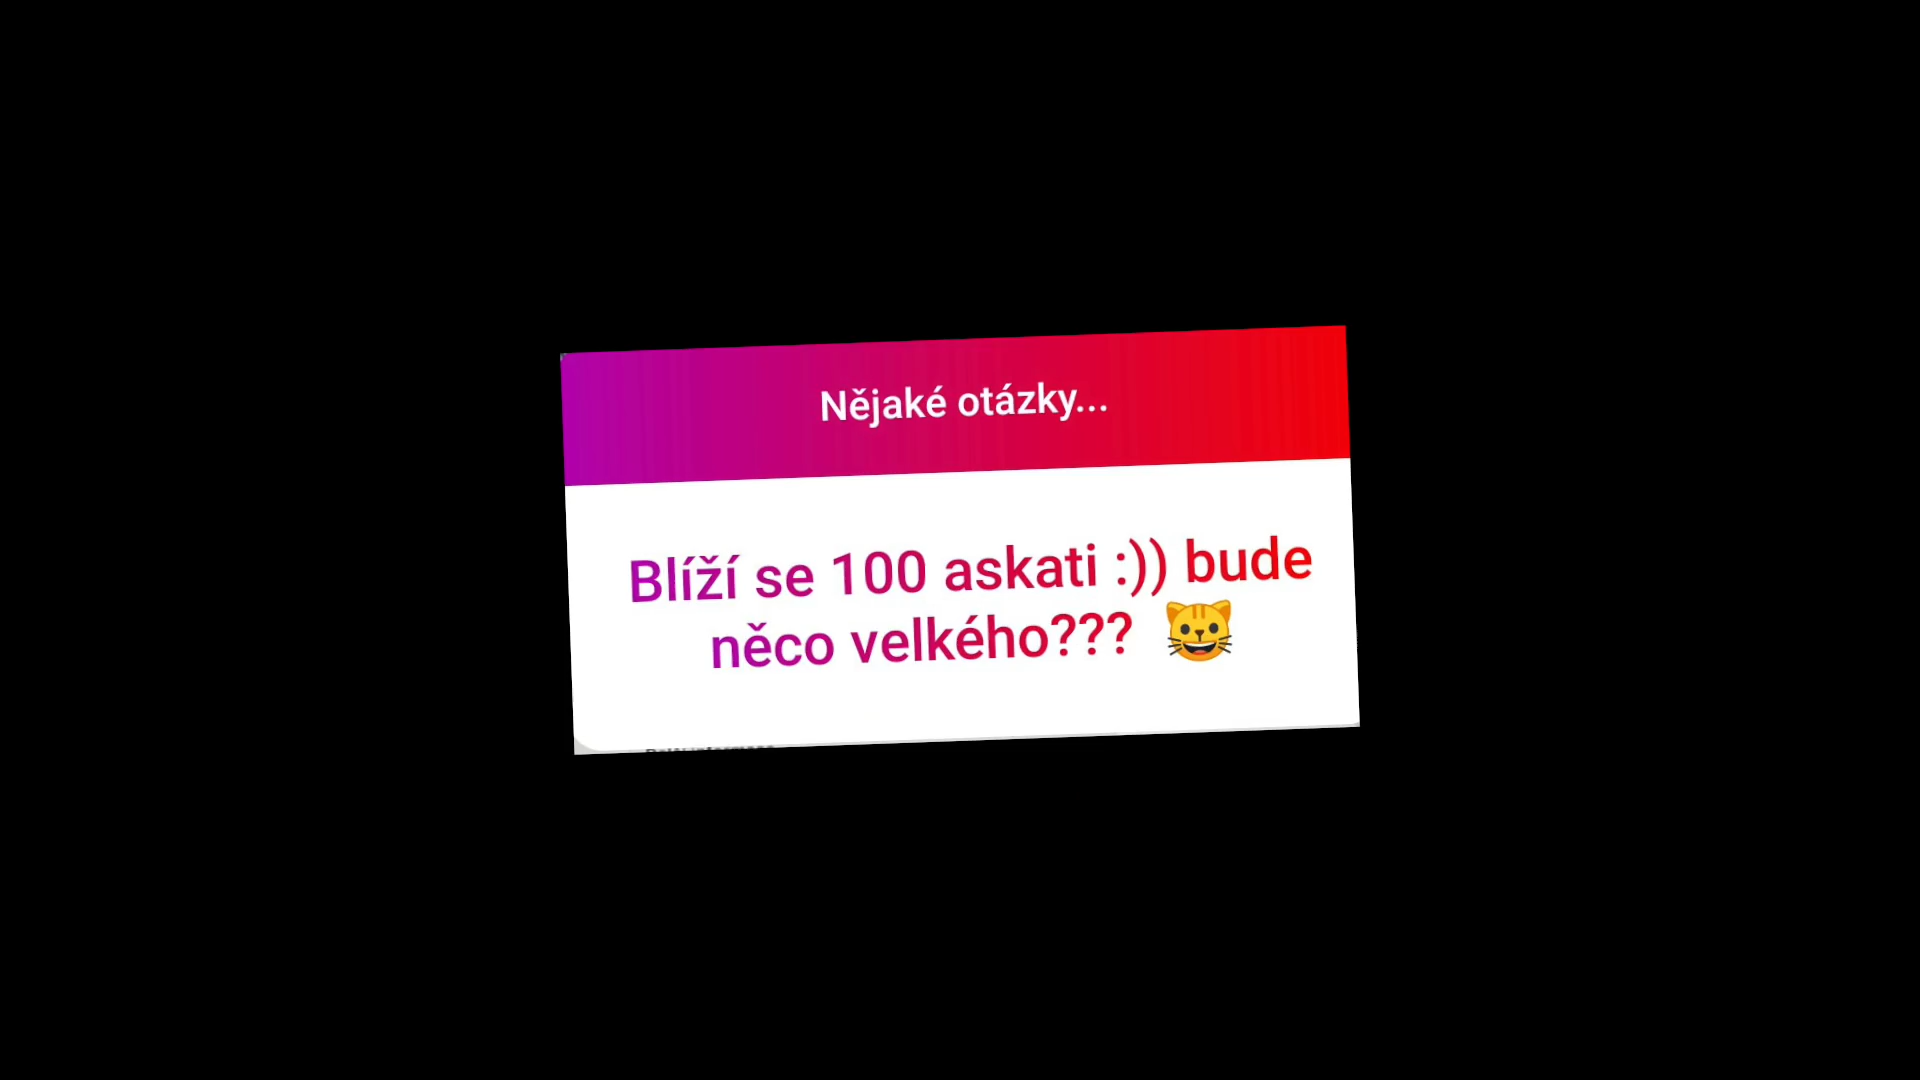 Nějaké otázky...
Blíží se 100 askati :)) bude
něco velkého??? 😺